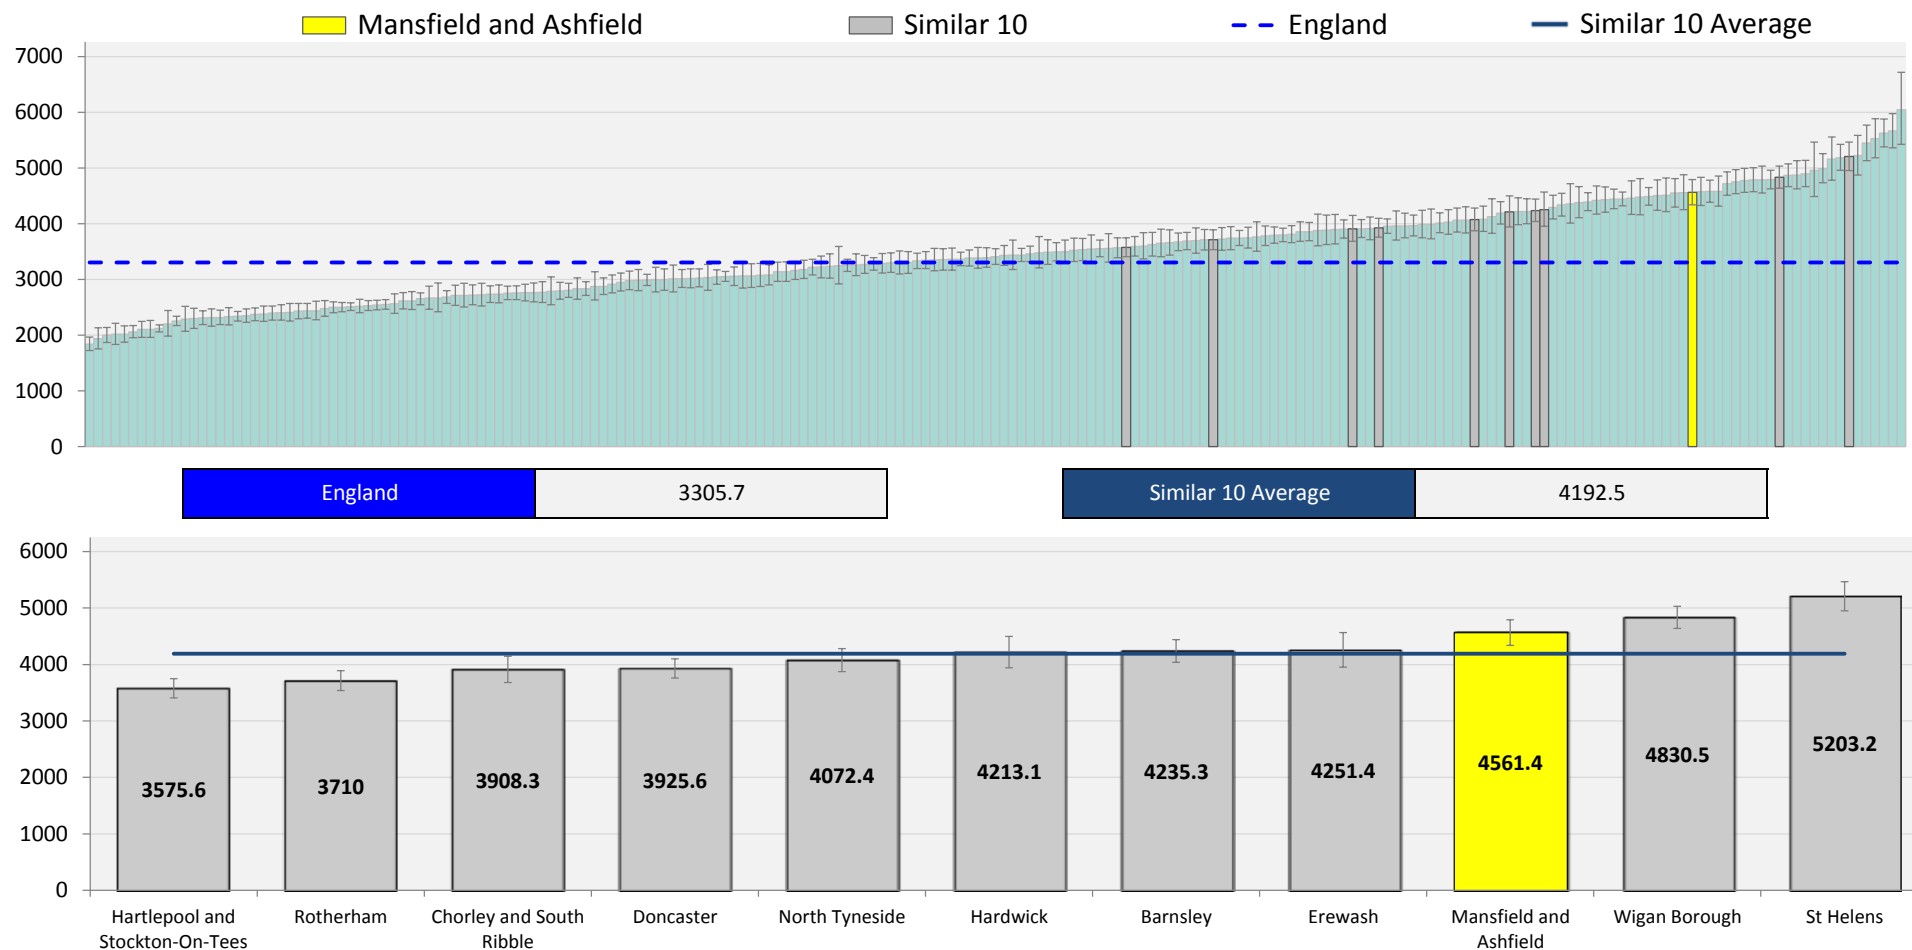 Mansfield and Ashfield
Similar 10
England
Similar 10 Average
7000
6000
5000
4000
3000
2000
1000
0
England
3305.7
Similar 10 Average
4192.5
6000
5000
4000
3000
2000
1000
0
3575.6
3710
3908.3
3925.6
4072.4
4213.1
4235.3
4251.4
4561.4
4830.5
5203.2
Hartlepool and
Stockton-On-Tees
Rotherham
Chorley and South
Ribble
Doncaster
North Tyneside
Hardwick
Barnsley
Erewash
Mansfield and
Ashfield
Wigan Borough
St Helens